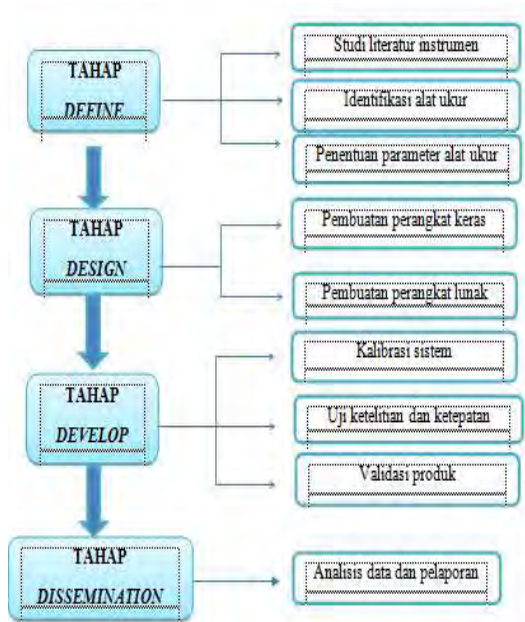 TAHAP
DEFINE
Studi literatur instrumen
Identifikasi alat ukur
Penentuan parameter alat ukur
TAHAP
DESIGN
Pembuatan perangkat keras
Pembuatan perangkat lunak
TAHAP
DEVELOP
Kalibrasi sistem
Uji ketelitian dan ketepatan
Validasi produk
TAHAP
DISSEMINATION
Analisis data dan pelaporan